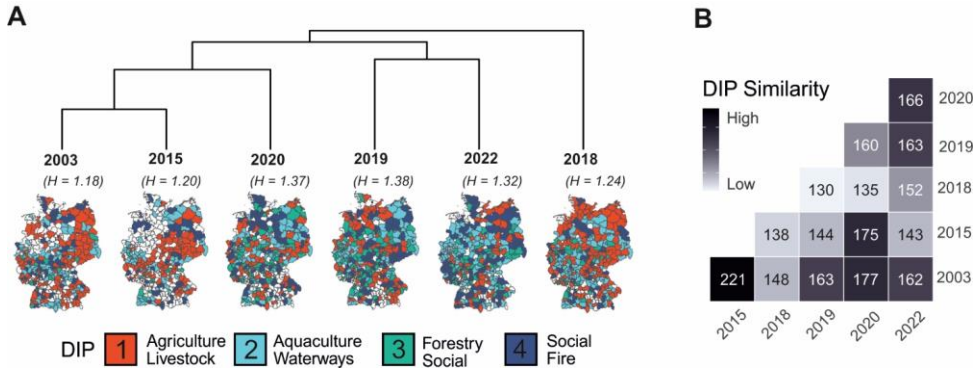 A
2003 2015 2020 2019 2022 2018
(H = 1.18) (H = 1.20) (H = 1.37) (H = 1.38) (H = 1.32) (H = 1.24)
DIP 1 Agriculture Livestock 2 Aquaculture Waterways 3 Forestry Social 4 Social Fire
B
DIP Similarity
High
Low
166 2020
160 163 2019
130 135 152 2018
138 144 175 143 2015
221 148 163 177 162 2003
2015 2018 2019 2020 2022